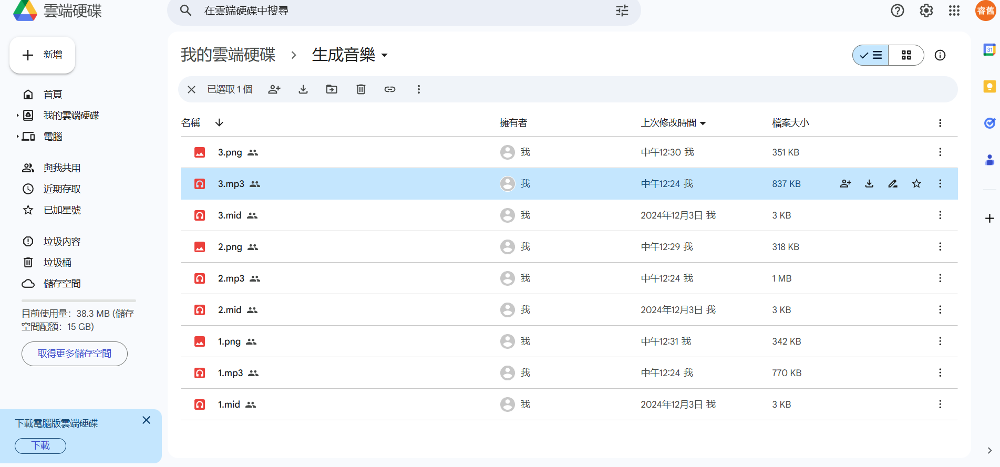 雲端硬碟
在雲端硬碟中搜尋
睿舊
新增
我的雲端硬碟 > 生成音樂
31
已選取 1 個
首頁
我的雲端硬碟
電腦
與我共用
近期存取
已加星號
垃圾內容
垃圾桶
儲存空間
目前使用量：38.3 MB (儲存
空間配額：15 GB)
取得更多儲存空間
下載電腦版雲端硬碟
下載
名稱 擁有者 上次修改時間 檔案大小
3.png 我 中午12:30 我 351 KB
3.mp3 我 中午12:24 我 837 KB
3.mid 我 2024年12月3日 我 3 KB
2.png 我 中午12:29 我 318 KB
2.mp3 我 中午12:24 我 1 MB
2.mid 我 2024年12月3日 我 3 KB
1.png 我 中午12:31 我 342 KB
1.mp3 我 中午12:24 我 770 KB
1.mid 我 2024年12月3日 我 3 KB